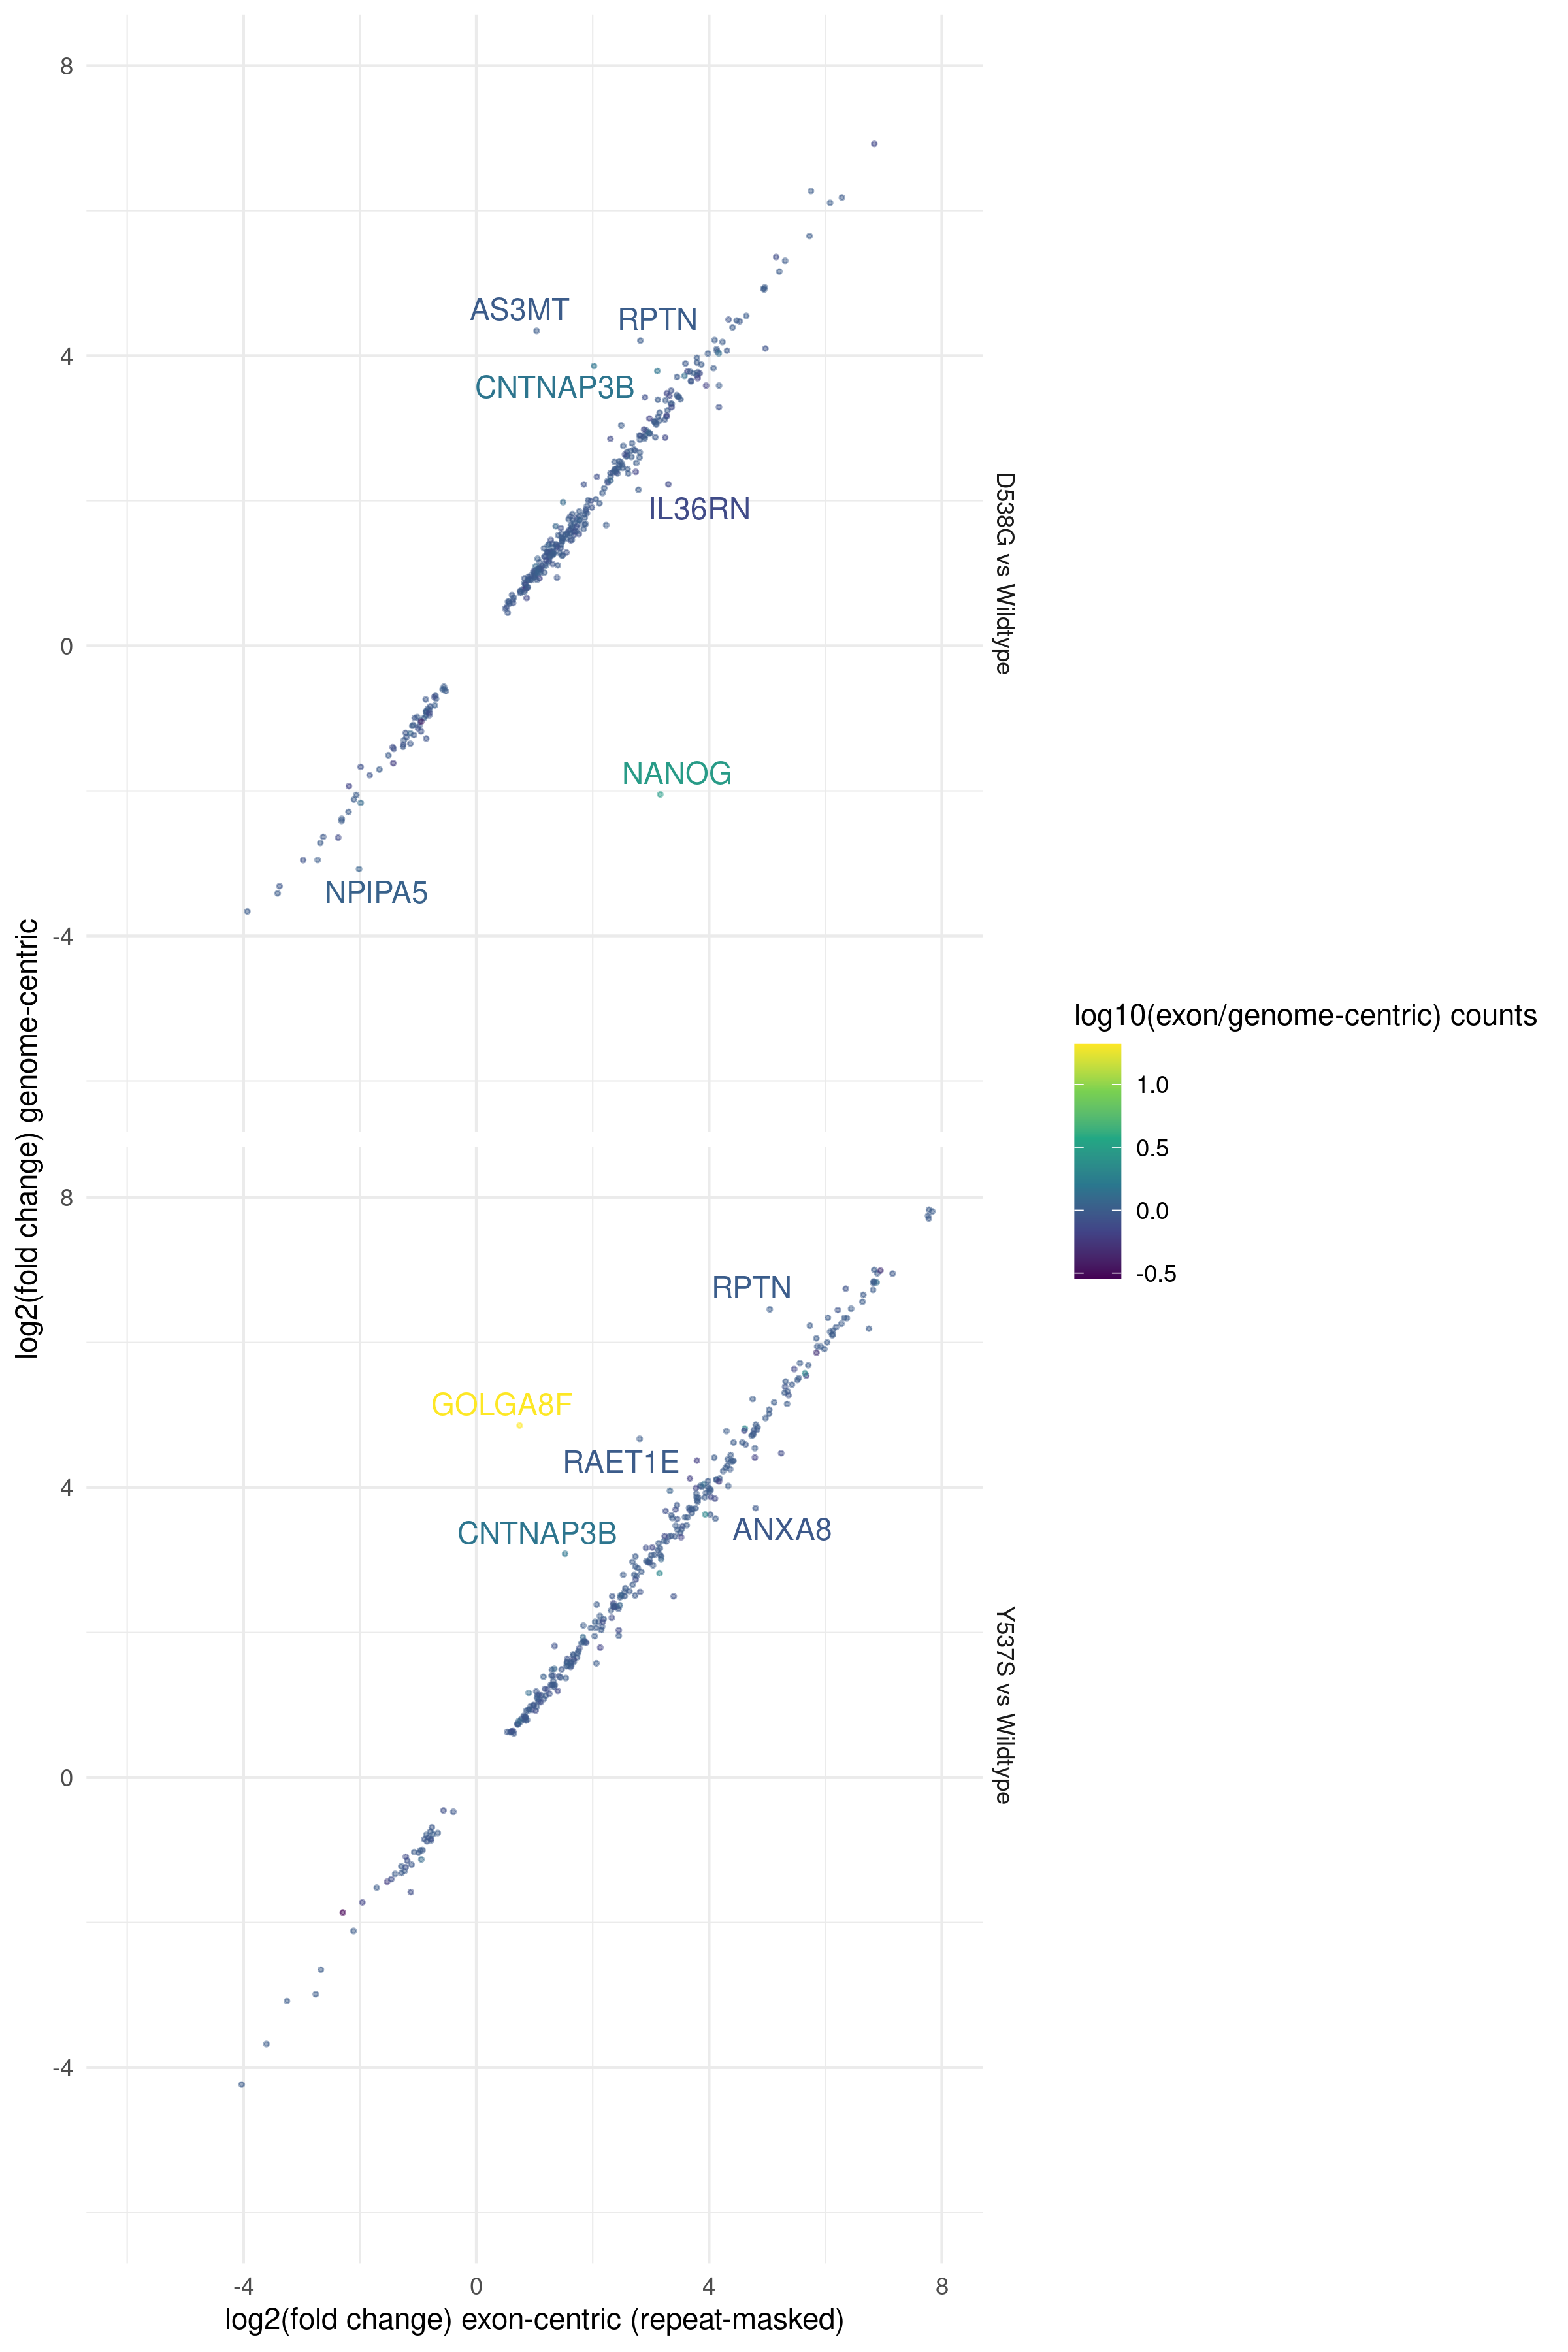 8
AS3MT
RPTN
4
CNTNAP3B
IL36RN
D538G vs Wildtype
0
NANOG
NPIPA5
-4
log2(fold change) genome-centric
log10(exon/genome-centric) counts
1.0
0.5
0.0
-0.5
8
RPTN
GOLGA8F
RAET1E
4
CNTNAP3B
ANXA8
Y537S vs Wildtype
0
-4
-4 0 4 8
log2(fold change) exon-centric (repeat-masked)